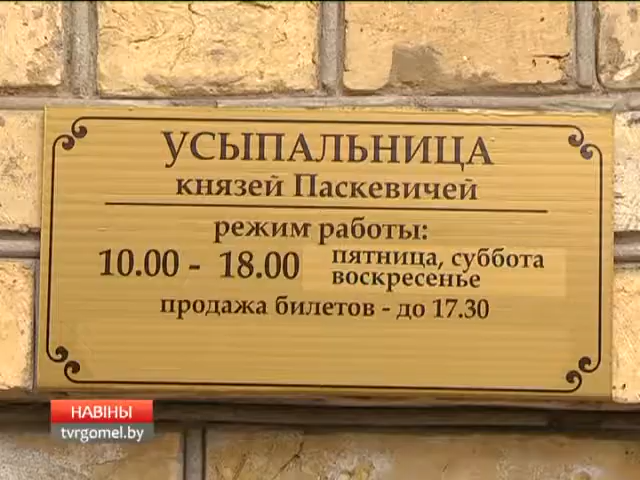 УСЫПАЛЬНИЦА
князей Паскевичей
режим работы:
10.00 - 18.00 пятница, суббота
воскресенье
продажа билетов - до 17.30
НАВІНЫ
tvrgomel.by